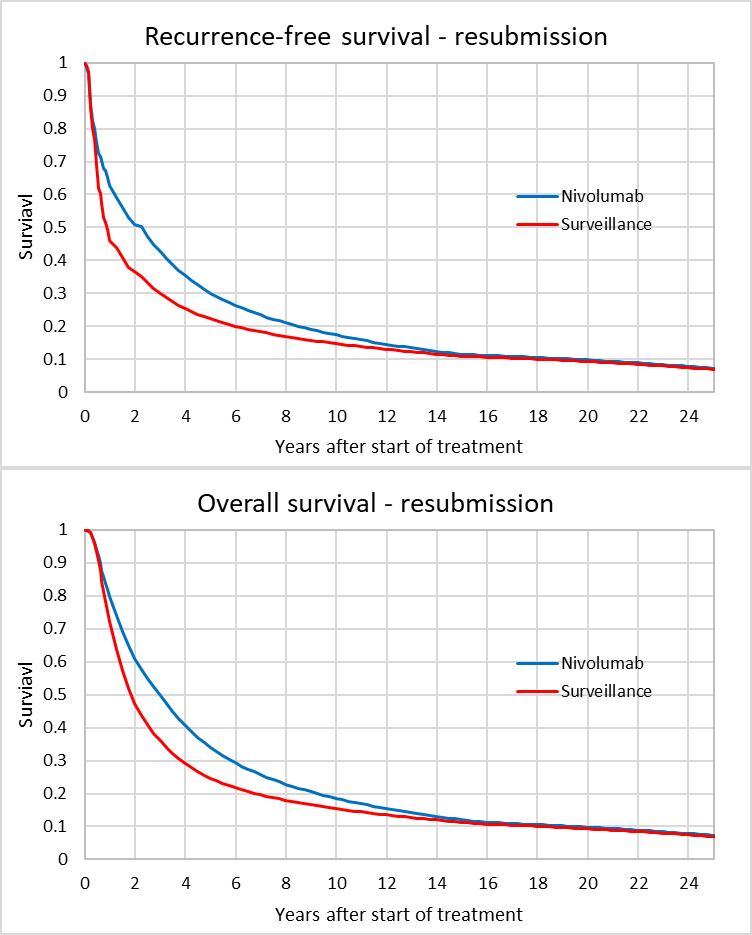 Recurrence-free survival - resubmission
1
0.9
0.8
0.7
0.6
0.5
0.4
0.3
0.2
0.1
0
Surviavl
Nivolumab
Surveillance
0 2 4 6 8 10 12 14 16 18 20 22 24
Years after start of treatment
Overall survival - resubmission
1
0.9
0.8
0.7
0.6
0.5
0.4
0.3
0.2
0.1
0
Surviavl
Nivolumab
Surveillance
0 2 4 6 8 10 12 14 16 18 20 22 24
Years after start of treatment